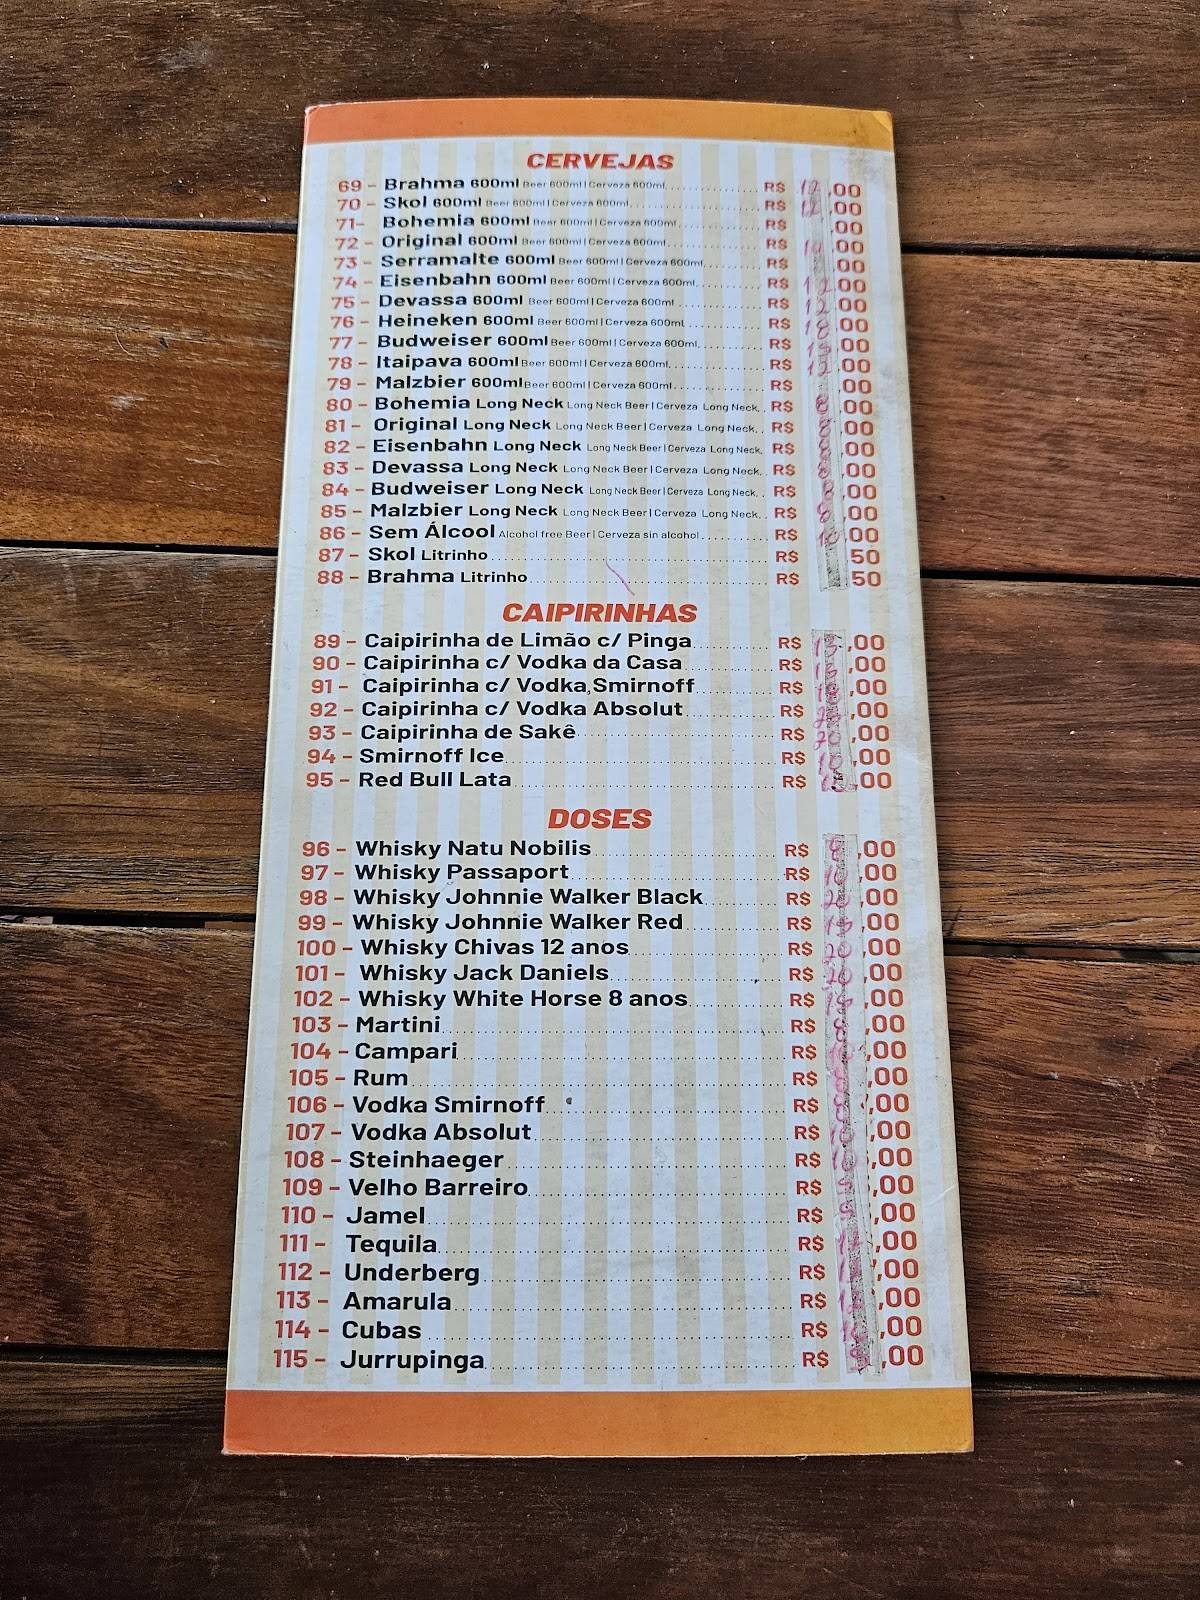 CERVEJAS
69 - Brahma 600ml Beer 600ml | Cerveza 600ml R$ 12,00
70 - Skol 600ml Beer 600ml | Cerveza 600ml R$ 12,00
71- Bohemia 600ml Beer 600ml | Cerveza 600ml R$ ,00
72 - Original 600ml Beer 600ml | Cerveza 600ml R$ ,00
73 - Serramalte 600ml Beer 600ml | Cerveza 600ml R$ ,00
74 - Eisenbahn 600ml Beer 600ml | Cerveza 600ml R$ 12,00
75 - Devassa 600ml Beer 600ml | Cerveza 600ml R$ 12,00
76 - Heineken 600ml Beer 600ml | Cerveza 600ml R$ ,00
77 - Budweiser 600ml Beer 600ml | Cerveza 600ml R$ ,00
78 - Itaipava 600ml Beer 600ml | Cerveza 600ml R$ 12,00
79 - Malzbier 600ml Beer 600ml | Cerveza 600ml R$ ,00
80 - Bohemia Long Neck Long Neck Beer | Cerveza Long Neck R$ ,00
81 - Original Long Neck Long Neck Beer | Cerveza Long Neck R$ ,00
82 - Eisenbahn Long Neck Long Neck Beer | Cerveza Long Neck R$ ,00
83 - Devassa Long Neck Long Neck Beer | Cerveza Long Neck R$ ,00
84 - Budweiser Long Neck Long Neck Beer | Cerveza Long Neck R$ ,00
85 - Malzbier Long Neck Long Neck Beer | Cerveza Long Neck R$ ,00
86 - Sem Álcool Alcohol free Beer | Cerveza sin alcohol R$ ,00
87 - Skol Litrinho R$ 50
88 - Brahma Litrinho R$ 50
CAIPIRINHAS
89 - Caipirinha de Limão c/ Pinga R$ ,00
90 - Caipirinha c/ Vodka da Casa R$ ,00
91 - Caipirinha c/ Vodka Smirnoff R$ ,00
92 - Caipirinha c/ Vodka Absolut R$ ,00
93 - Caipirinha de Sakê R$ ,00
94 - Smirnoff Ice R$ ,00
95 - Red Bull Lata R$ ,00
DOSES
96 - Whisky Natu Nobilis R$ ,00
97 - Whisky Passaport R$ ,00
98 - Whisky Johnnie Walker Black R$ 20,00
99 - Whisky Johnnie Walker Red R$ ,00
100 - Whisky Chivas 12 anos R$ 20,00
101 - Whisky Jack Daniels R$ 20,00
102 - Whisky White Horse 8 anos R$ ,00
103 - Martini R$ ,00
104 - Campari R$ ,00
105 - Rum R$ ,00
106 - Vodka Smirnoff R$ ,00
107 - Vodka Absolut R$ ,00
108 - Steinhaeger R$ ,00
109 - Velho Barreiro R$ ,00
110 - Jamel R$ ,00
111 - Tequila R$ ,00
112 - Underberg R$ ,00
113 - Amarula R$ ,00
114 - Cubas R$ ,00
115 - Jurrupinga R$ ,00